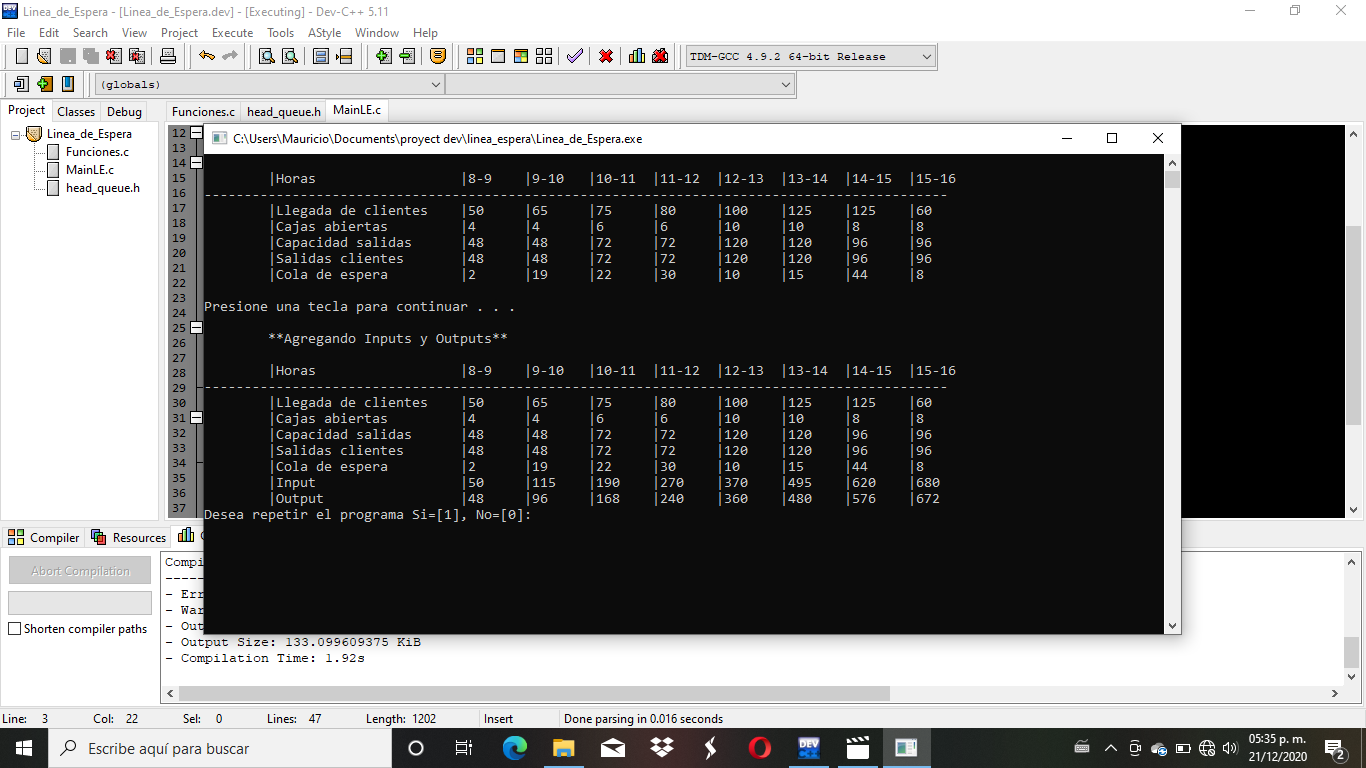 Linea_de_Espera - [Linea_de_Espera.dev] - [Executing] - Dev-C++ 5.11
File Edit Search View Project Execute Tools AStyle Window Help
TDM-GCC 4.9.2 64-bit Release
(globals)
Project Classes Debug
Funciones.c head_queue.h MainLE.c
Linea_de_Espera
Funciones.c
MainLE.c
head_queue.h
12
13
14
15
16
17
18
19
20
21
22
23
24
25
26
27
28
29
30
31
32
33
34
35
36
37
C:\Users\Mauricio\Documents\proyect dev\linea_espera\Linea_de_Espera.exe
|Horas |8-9 |9-10 |10-11 |11-12 |12-13 |13-14 |14-15 |15-16
---------------------------------------------------------------------------------------------
|Llegada de clientes |50 |65 |75 |80 |100 |125 |125 |60
|Cajas abiertas |4 |4 |6 |6 |10 |10 |8 |8
|Capacidad salidas |48 |48 |72 |72 |120 |120 |96 |96
|Salidas clientes |48 |48 |72 |72 |120 |120 |96 |96
|Cola de espera |2 |19 |22 |30 |10 |15 |44 |8
Presione una tecla para continuar . . .
**Agregando Inputs y Outputs**
|Horas |8-9 |9-10 |10-11 |11-12 |12-13 |13-14 |14-15 |15-16
---------------------------------------------------------------------------------------------
|Llegada de clientes |50 |65 |75 |80 |100 |125 |125 |60
|Cajas abiertas |4 |4 |6 |6 |10 |10 |8 |8
|Capacidad salidas |48 |48 |72 |72 |120 |120 |96 |96
|Salidas clientes |48 |48 |72 |72 |120 |120 |96 |96
|Cola de espera |2 |19 |22 |30 |10 |15 |44 |8
|Input |50 |115 |190 |270 |370 |495 |620 |680
|Output |48 |96 |168 |240 |360 |480 |576 |672
Desea repetir el programa Si=[1], No=[0]:
Compiler Resources
Abort Compilation
Shorten compiler paths
Compi
-----
- Err
- War
- Out
- Output Size: 133.099609375 KiB
- Compilation Time: 1.92s
Line: 3 Col: 22 Sel: 0 Lines: 47 Length: 1202 Insert Done parsing in 0.016 seconds
Escribe aquí para buscar
DEV
05:35 p. m.
21/12/2020
2